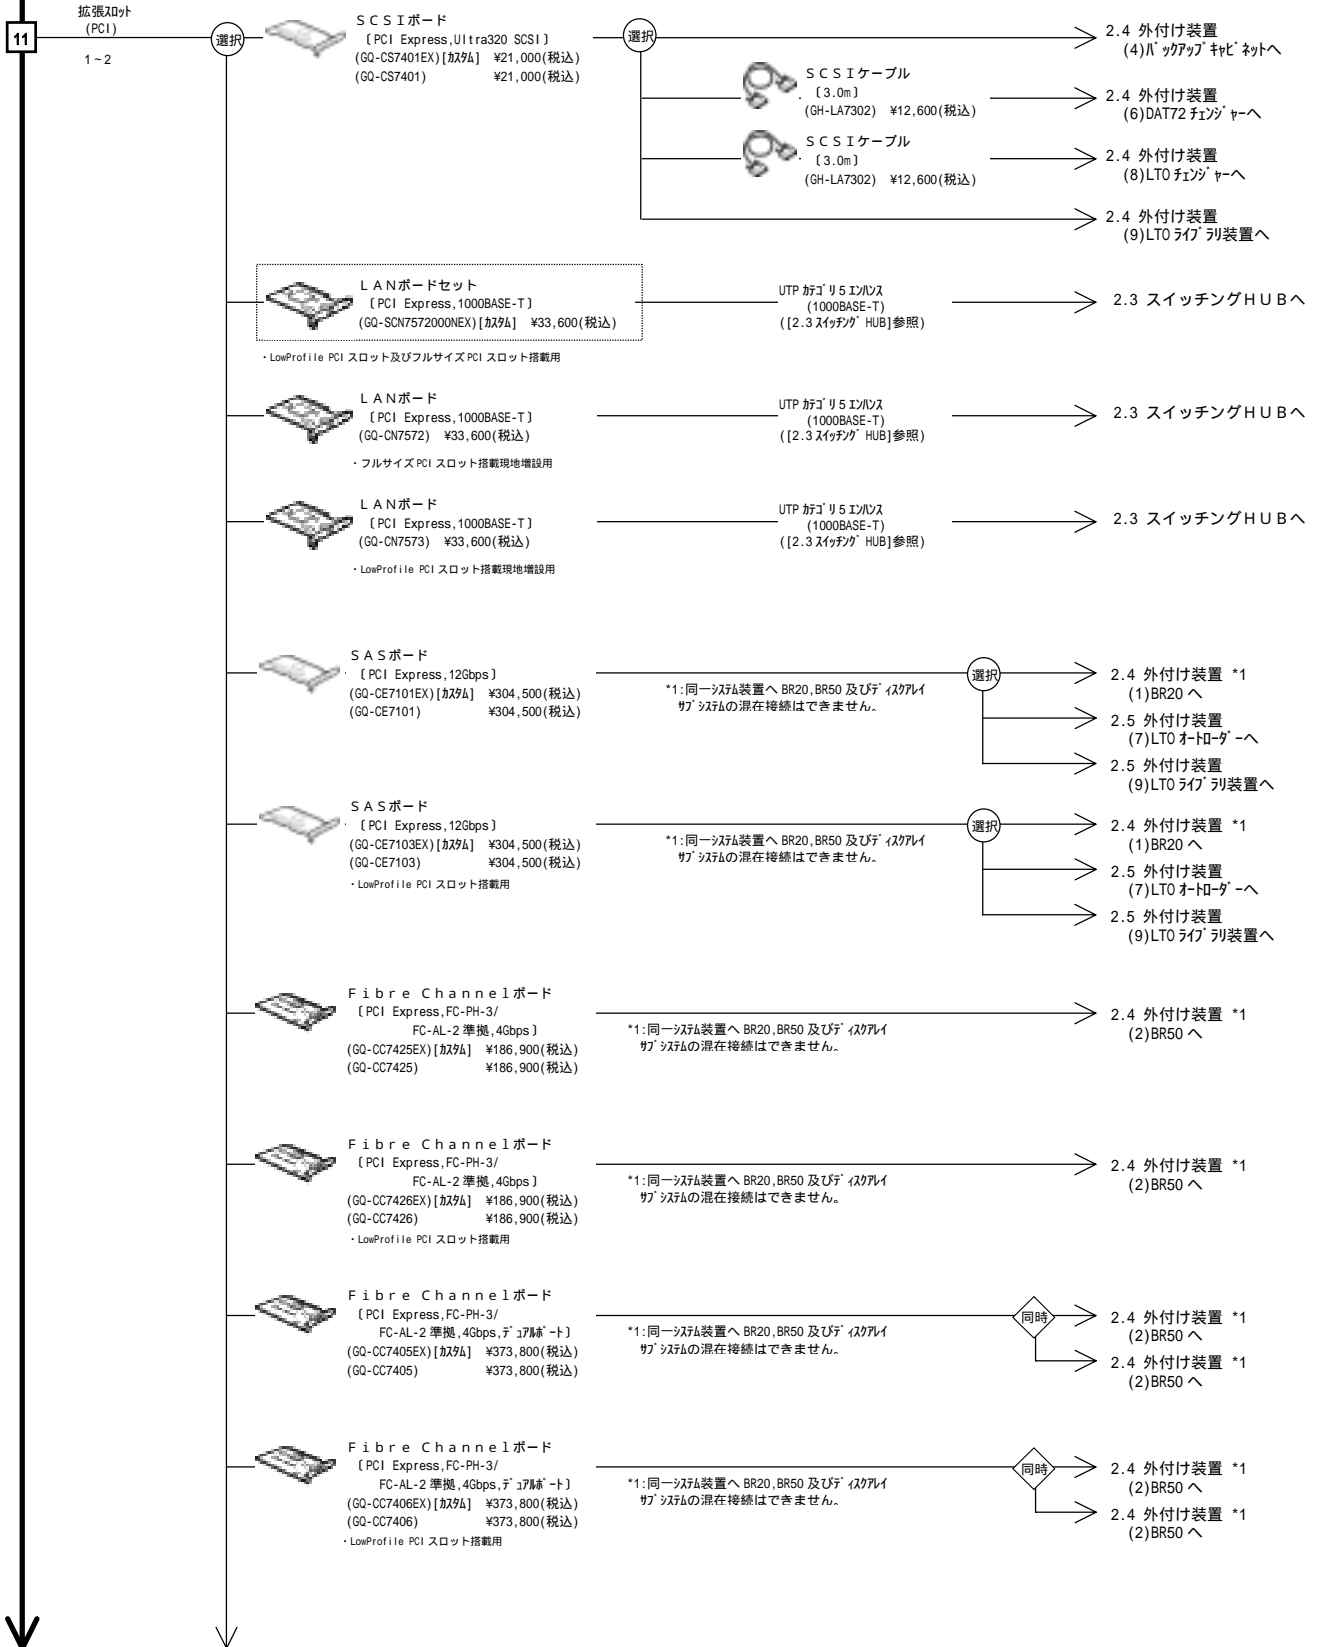 11
拡張スロット
(PCI)
1~2
選択
ＳＣＳＩボード
〔PCI Express,Ultra320 SCSI〕
(GQ-CS7401EX)[カスタム] ¥21,000(税込)
(GQ-CS7401) ¥21,000(税込)
選択
2.4 外付け装置
(4)バックアップキャビネットへ
ＳＣＳＩケーブル
〔3.0m〕
(GH-LA7302) ¥12,600(税込)
2.4 外付け装置
(6)DAT72 チェンジャーへ
ＳＣＳＩケーブル
〔3.0m〕
(GH-LA7302) ¥12,600(税込)
2.4 外付け装置
(8)LTO チェンジャーへ
2.4 外付け装置
(9)LTO ライブラリ装置へ
ＬＡＮボードセット
〔PCI Express,1000BASE-T〕
(GQ-SCN7572000NEX)[カスタム] ¥33,600(税込)
・LowProfile PCI スロット及びフルサイズ PCI スロット搭載用
UTP カテゴリ 5 エンハンス
(1000BASE-T)
([2.3 スイッチング HUB]参照)
2.3 スイッチングＨＵＢへ
ＬＡＮボード
〔PCI Express,1000BASE-T〕
(GQ-CN7572) ¥33,600(税込)
・フルサイズ PCI スロット搭載現地増設用
UTP カテゴリ 5 エンハンス
(1000BASE-T)
([2.3 スイッチング HUB]参照)
2.3 スイッチングＨＵＢへ
ＬＡＮボード
〔PCI Express,1000BASE-T〕
(GQ-CN7573) ¥33,600(税込)
・LowProfile PCI スロット搭載現地増設用
UTP カテゴリ 5 エンハンス
(1000BASE-T)
([2.3 スイッチング HUB]参照)
2.3 スイッチングＨＵＢへ
ＳＡＳボード
〔PCI Express,12Gbps〕
(GQ-CE7101EX)[カスタム] ¥304,500(税込)
(GQ-CE7101) ¥304,500(税込)
*1:同一システム装置へ BR20,BR50 及びディスクアレイ
サブシステムの混在接続はできません。
選択
2.4 外付け装置 *1
(1)BR20 へ
2.5 外付け装置
(7)LTO オートローダーへ
2.5 外付け装置
(9)LTO ライブラリ装置へ
ＳＡＳボード
〔PCI Express,12Gbps〕
(GQ-CE7103EX)[カスタム] ¥304,500(税込)
(GQ-CE7103) ¥304,500(税込)
・LowProfile PCI スロット搭載用
*1:同一システム装置へ BR20,BR50 及びディスクアレイ
サブシステムの混在接続はできません。
選択
2.4 外付け装置 *1
(1)BR20 へ
2.5 外付け装置
(7)LTO オートローダーへ
2.5 外付け装置
(9)LTO ライブラリ装置へ
Ｆｉｂｒｅ Ｃｈａｎｎｅｌボード
〔PCI Express,FC-PH-3/
FC-AL-2 準拠,4Gbps〕
(GQ-CC7425EX)[カスタム] ¥186,900(税込)
(GQ-CC7425) ¥186,900(税込)
*1:同一システム装置へ BR20,BR50 及びディスクアレイ
サブシステムの混在接続はできません。
2.4 外付け装置 *1
(2)BR50 へ
Ｆｉｂｒｅ Ｃｈａｎｎｅｌボード
〔PCI Express,FC-PH-3/
FC-AL-2 準拠,4Gbps〕
(GQ-CC7426EX)[カスタム] ¥186,900(税込)
(GQ-CC7426) ¥186,900(税込)
・LowProfile PCI スロット搭載用
*1:同一システム装置へ BR20,BR50 及びディスクアレイ
サブシステムの混在接続はできません。
2.4 外付け装置 *1
(2)BR50 へ
Ｆｉｂｒｅ Ｃｈａｎｎｅｌボード
〔PCI Express,FC-PH-3/
FC-AL-2 準拠,4Gbps,デュアルポート〕
(GQ-CC7405EX)[カスタム] ¥373,800(税込)
(GQ-CC7405) ¥373,800(税込)
*1:同一システム装置へ BR20,BR50 及びディスクアレイ
サブシステムの混在接続はできません。
同時
2.4 外付け装置 *1
(2)BR50 へ
2.4 外付け装置 *1
(2)BR50 へ
Ｆｉｂｒｅ Ｃｈａｎｎｅｌボード
〔PCI Express,FC-PH-3/
FC-AL-2 準拠,4Gbps,デュアルポート〕
(GQ-CC7406EX)[カスタム] ¥373,800(税込)
(GQ-CC7406) ¥373,800(税込)
・LowProfile PCI スロット搭載用
*1:同一システム装置へ BR20,BR50 及びディスクアレイ
サブシステムの混在接続はできません。
同時
2.4 外付け装置 *1
(2)BR50 へ
2.4 外付け装置 *1
(2)BR50 へ